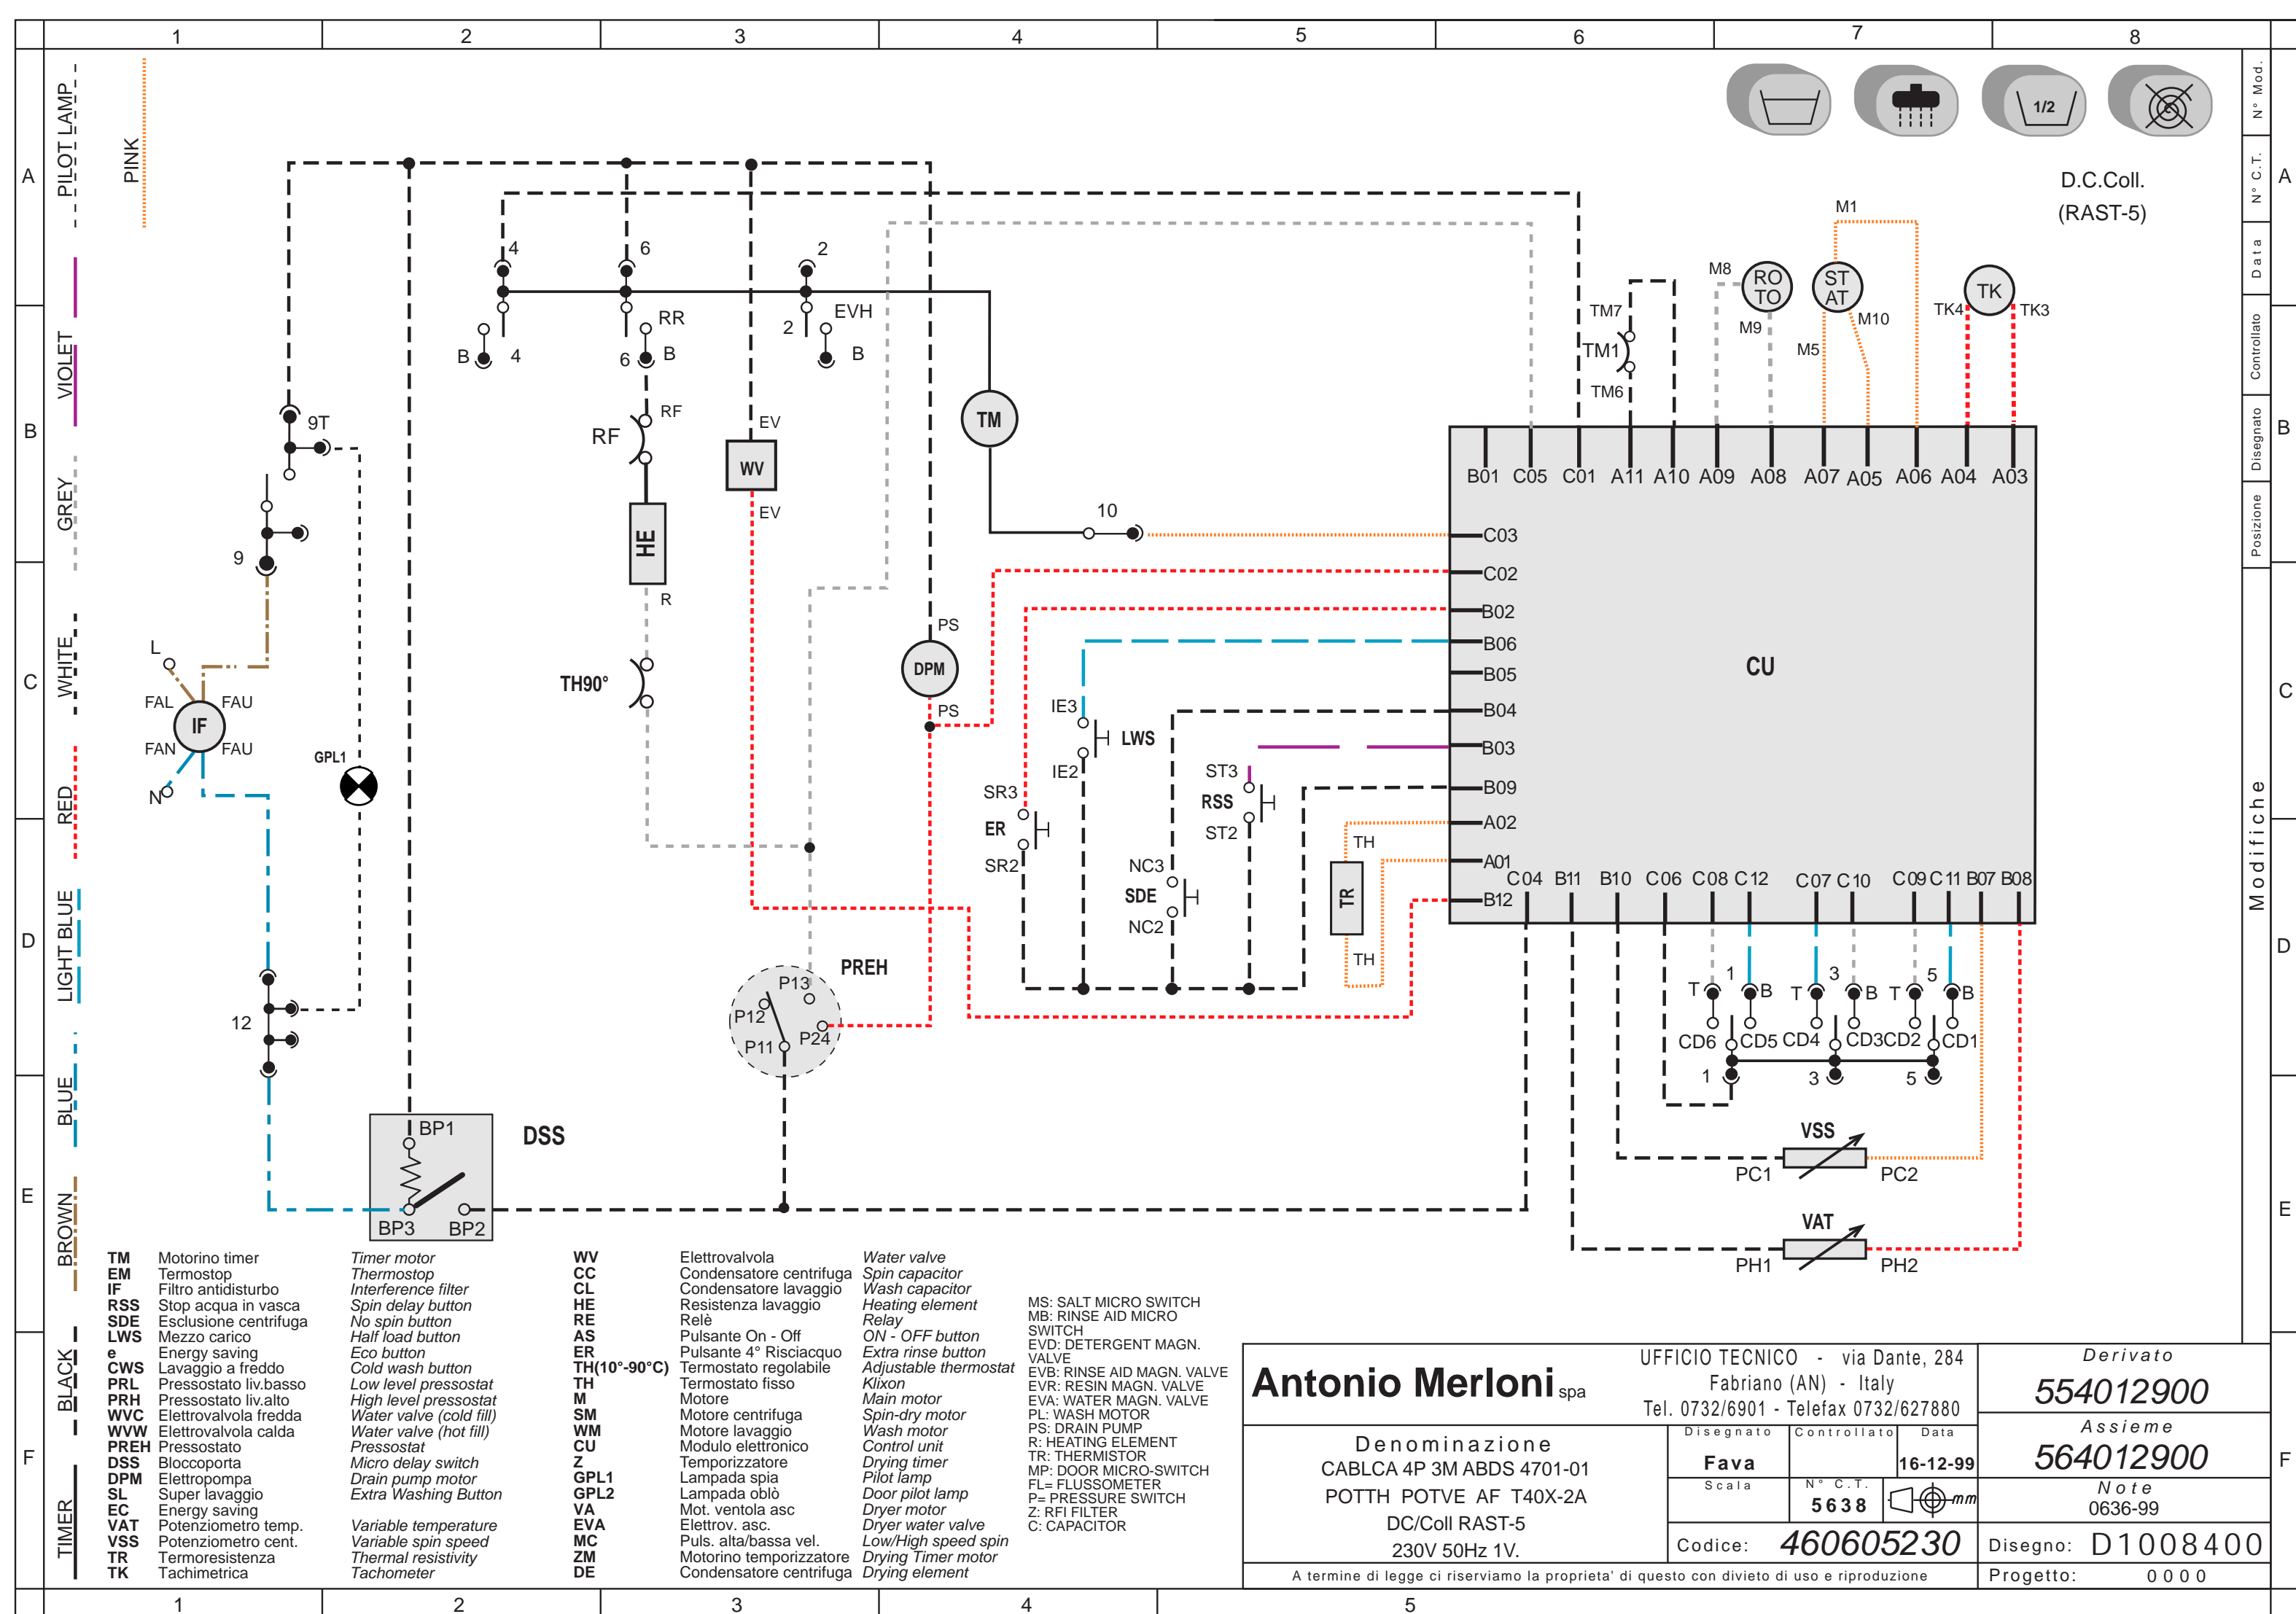 1 2 3 4 5 6 7 8
A B C D E F
PILOT LAMP
PINK
VIOLET
GREY
WHITE
RED
LIGHT BLUE
BLUE
BROWN
BLACK
TIMER
1/2
D.C.Coll.
(RAST-5)
N° Mod.
N° C.T.
Data
Controllato
Disegnato
Posizione
Modifiche
A B C D E F
4 6 2
4 6 2
B RR B EVH B
9T
9
RF
RF
EV
WV
EV
HE
R
TH90°
TM
10
L
FAL FAU
IF
FAN FAU
N
GPL1
12
PS
DPM
PS
PREH
P13
P12
P24
P11
DSS
BP1
BP3 BP2
IE3
LWS
IE2
SR3
ER
SR2
NC3
SDE
NC2
ST3
RSS
ST2
TH
TR
TH
TM7
TM1
TM6
M8
RO
TO
M9
M1
ST
AT
M10
M5
TK4
TK
TK3
B01 C05 C01 A11 A10 A09 A08 A07 A05 A06 A04 A03
C03
C02
B02
B06
B05
B04
B03
B09
A02
A01
B12
CU
C04 B11 B10 C06 C08 C12 C07 C10 C09 C11 B07 B08
T 1 B T 3 B T 5 B
CD6 CD5 CD4 CD3 CD2 CD1
1 3 5
VSS
PC1 PC2
VAT
PH1 PH2
TM Motorino timer Timer motor
EM Termostop Thermostop
IF Filtro antidisturbo Interference filter
RSS Stop acqua in vasca Spin delay button
SDE Esclusione centrifuga No spin button
LWS Mezzo carico Half load button
e Energy saving Eco button
CWS Lavaggio a freddo Cold wash button
PRL Pressostato liv.basso Low level pressostat
PRH Pressostato liv.alto High level pressostat
WVC Elettrovalvola fredda Water valve (cold fill)
WVW Elettrovalvola calda Water valve (hot fill)
PREH Pressostato Pressostat
DSS Bloccoporta Micro delay switch
DPM Elettropompa Drain pump motor
SL Super lavaggio Extra Washing Button
EC Energy saving
VAT Potenziometro temp. Variable temperature
VSS Potenziometro cent. Variable spin speed
TR Termoresistenza Thermal resistivity
TK Tachimetrica Tachometer
WV Elettrovalvola Water valve
CC Condensatore centrifuga Spin capacitor
CL Condensatore lavaggio Wash capacitor
HE Resistenza lavaggio Heating element
RE Relè Relay
AS Pulsante On - Off ON - OFF button
ER Pulsante 4° Risciacquo Extra rinse button
TH(10°-90°C) Termostato regolabile Adjustable thermostat
TH Termostato fisso Klixon
M Motore Main motor
SM Motore centrifuga Spin-dry motor
WM Motore lavaggio Wash motor
CU Modulo elettronico Control unit
Z Temporizzatore Drying timer
GPL1 Lampada spia Pilot lamp
GPL2 Lampada oblò Door pilot lamp
VA Mot. ventola asc Dryer motor
EVA Elettrov. asc. Dryer water valve
MC Puls. alta/bassa vel. Low/High speed spin
ZM Motorino temporizzatore Drying Timer motor
DE Condensatore centrifuga Drying element
MS: SALT MICRO SWITCH
MB: RINSE AID MICRO
SWITCH
EVD: DETERGENT MAGN.
VALVE
EVB: RINSE AID MAGN. VALVE
EVR: RESIN MAGN. VALVE
EVA: WATER MAGN. VALVE
PL: WASH MOTOR
PS: DRAIN PUMP
R: HEATING ELEMENT
TR: THERMISTOR
MP: DOOR MICRO-SWITCH
FL= FLUSSOMETER
P= PRESSURE SWITCH
Z: RFI FILTER
C: CAPACITOR
Antonio Merloni spa
UFFICIO TECNICO - via Dante, 284
Fabriano (AN) - Italy
Tel. 0732/6901 - Telefax 0732/627880
Derivato
554012900
Assieme
564012900
Note
0636-99
Denominazione
CABLCA 4P 3M ABDS 4701-01
POTTH POTVE AF T40X-2A
DC/Coll RAST-5
230V 50Hz 1V.
Disegnato Controllato Data
Fava 16-12-99
Scala N° C.T.
5638 mm
Codice: 460605230
Disegno: D1008400
A termine di legge ci riserviamo la proprieta' di questo con divieto di uso e riproduzione
Progetto: 0000
1 2 3 4 5